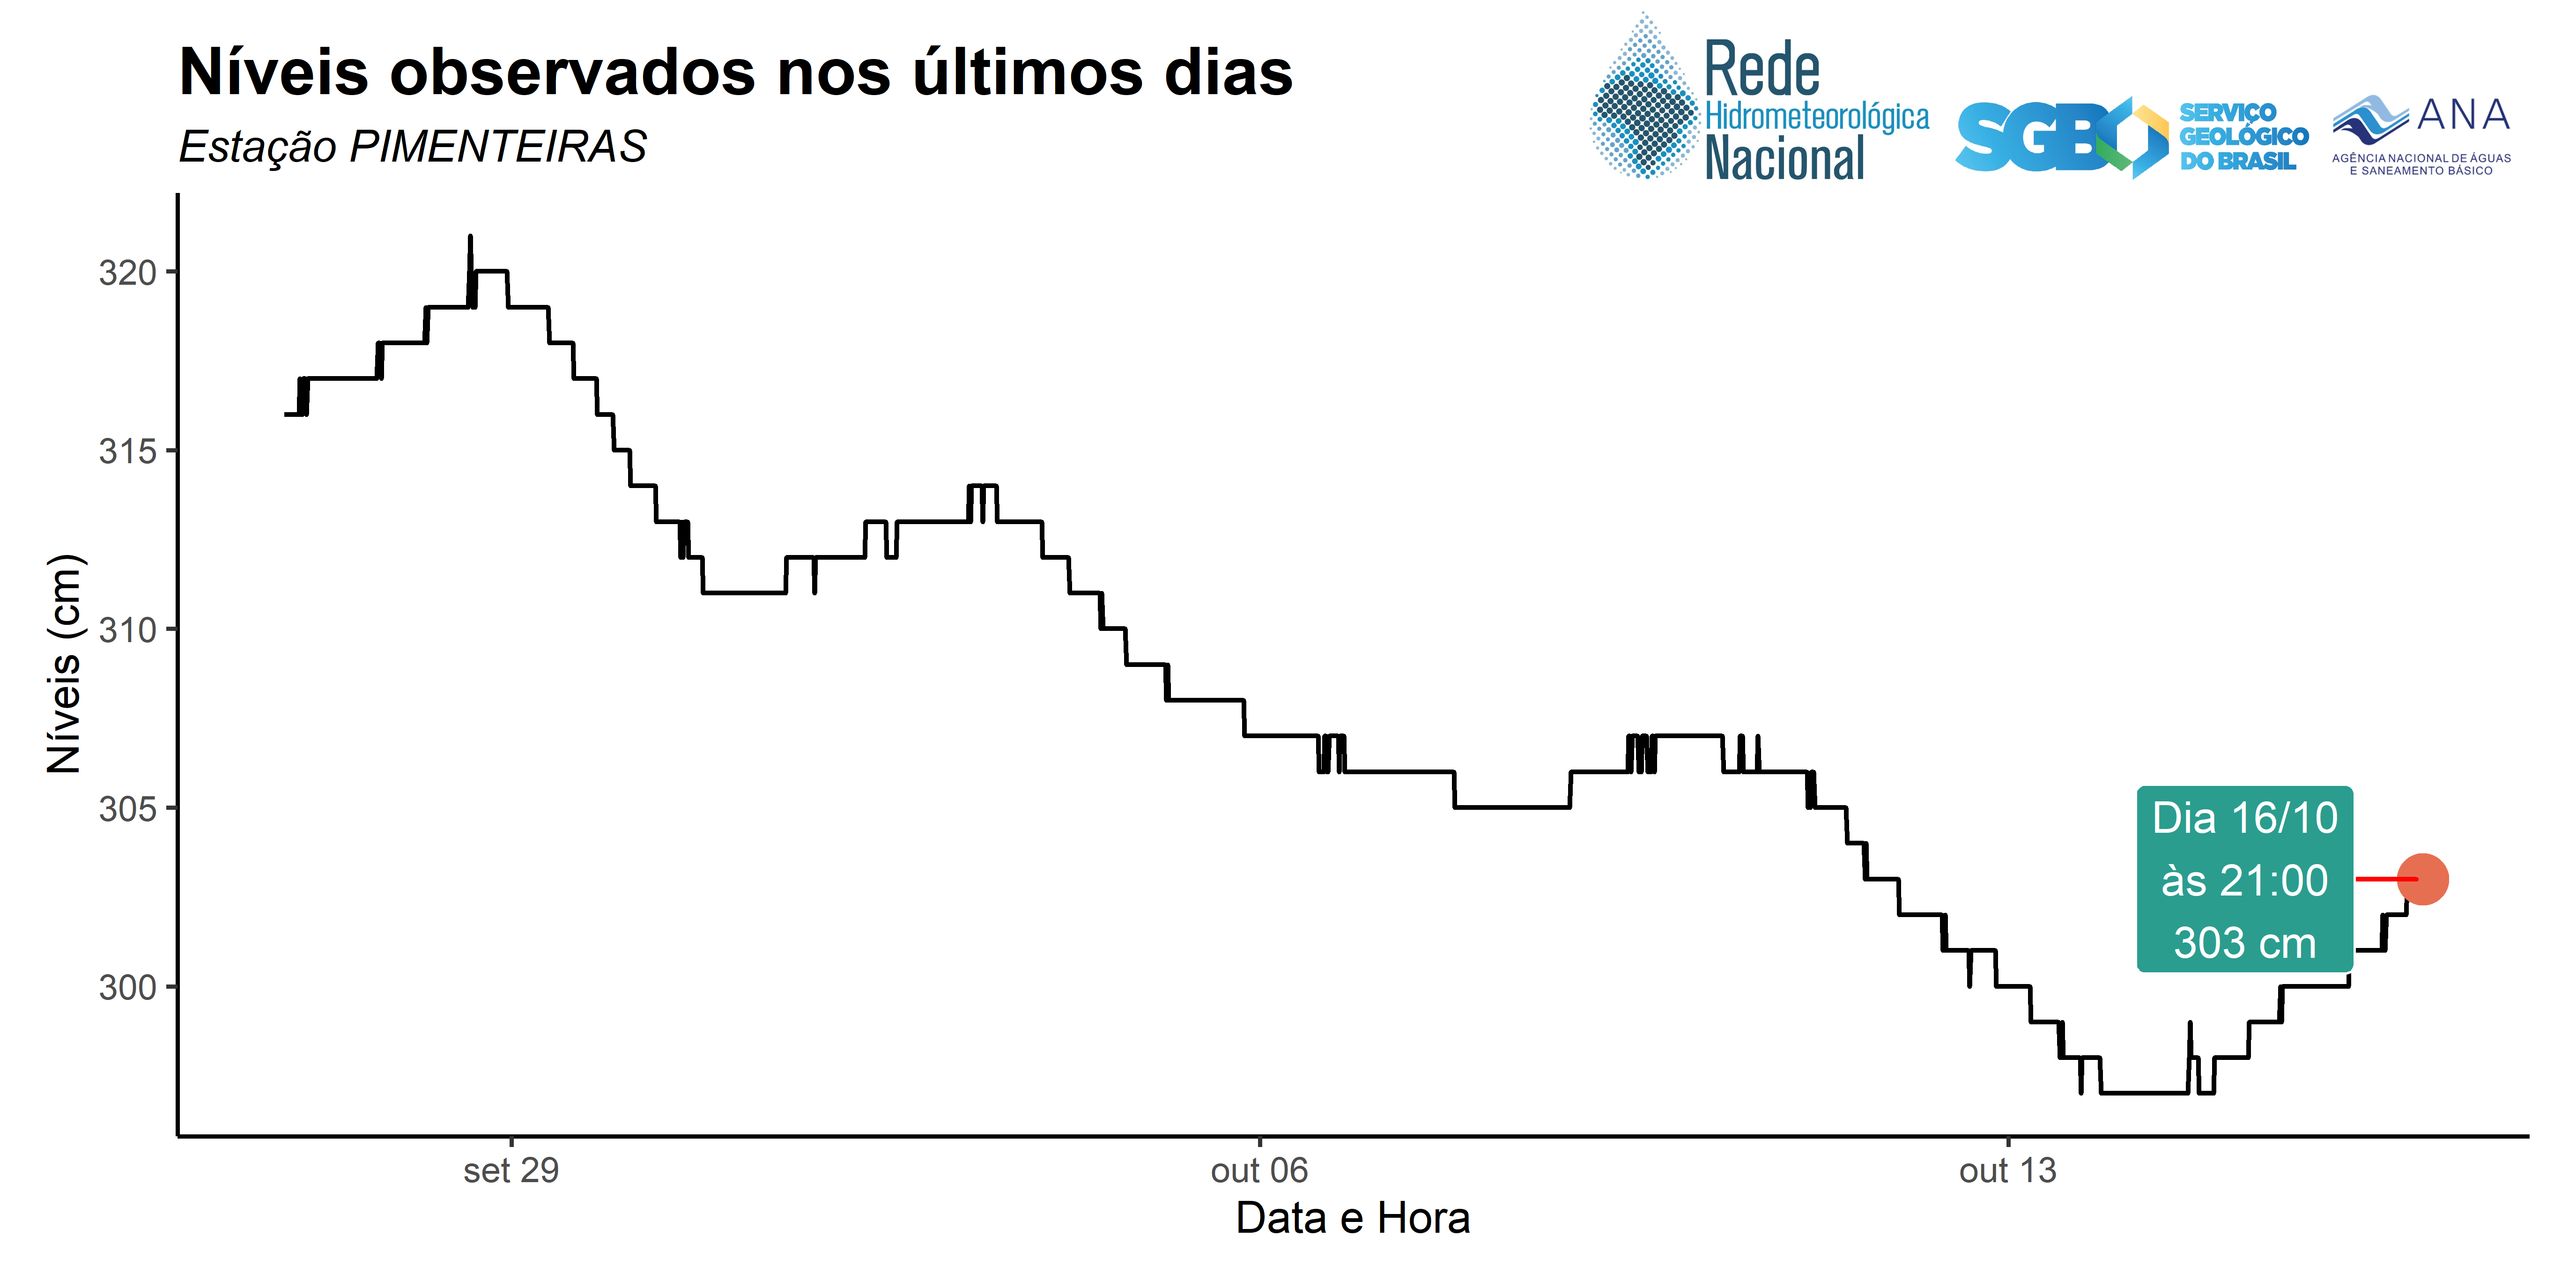 Níveis observados nos últimos dias
Estação PIMENTEIRAS
Rede
Hidrometeorológica
Nacional
SGB
SERVIÇO
GEOLÓGICO
DO BRASIL
ANA
AGÊNCIA NACIONAL DE ÁGUAS
E SANEAMENTO BÁSICO
Níveis (cm)
320
315
310
305
300
Dia 16/10
às 21:00
303 cm
set 29
out 06
out 13
Data e Hora